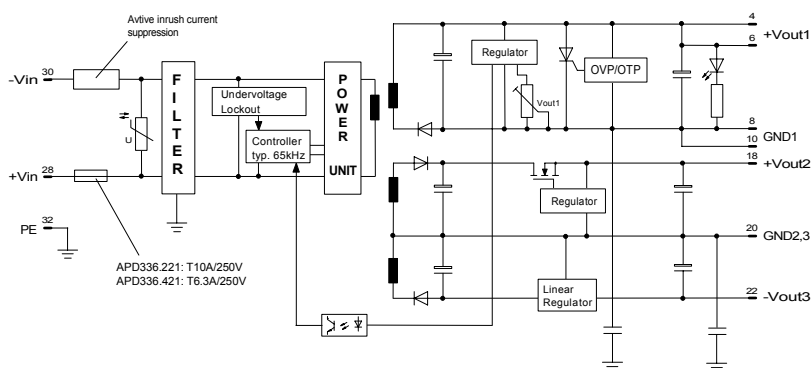 Avtive inrush current
suppression
-Vin
30
U
+Vin
28
PE
32
APD336.221: T10A/250V
APD336.421: T6.3A/250V
FILTER
Undervoltage
Lockout
Controller
typ. 65kHz
POWER
UNIT
Regulator
Vout1
OVP/OTP
4
+Vout1
6
8
GND1
10
18
+Vout2
Regulator
20
GND2,3
Linear
Regulator
22
-Vout3